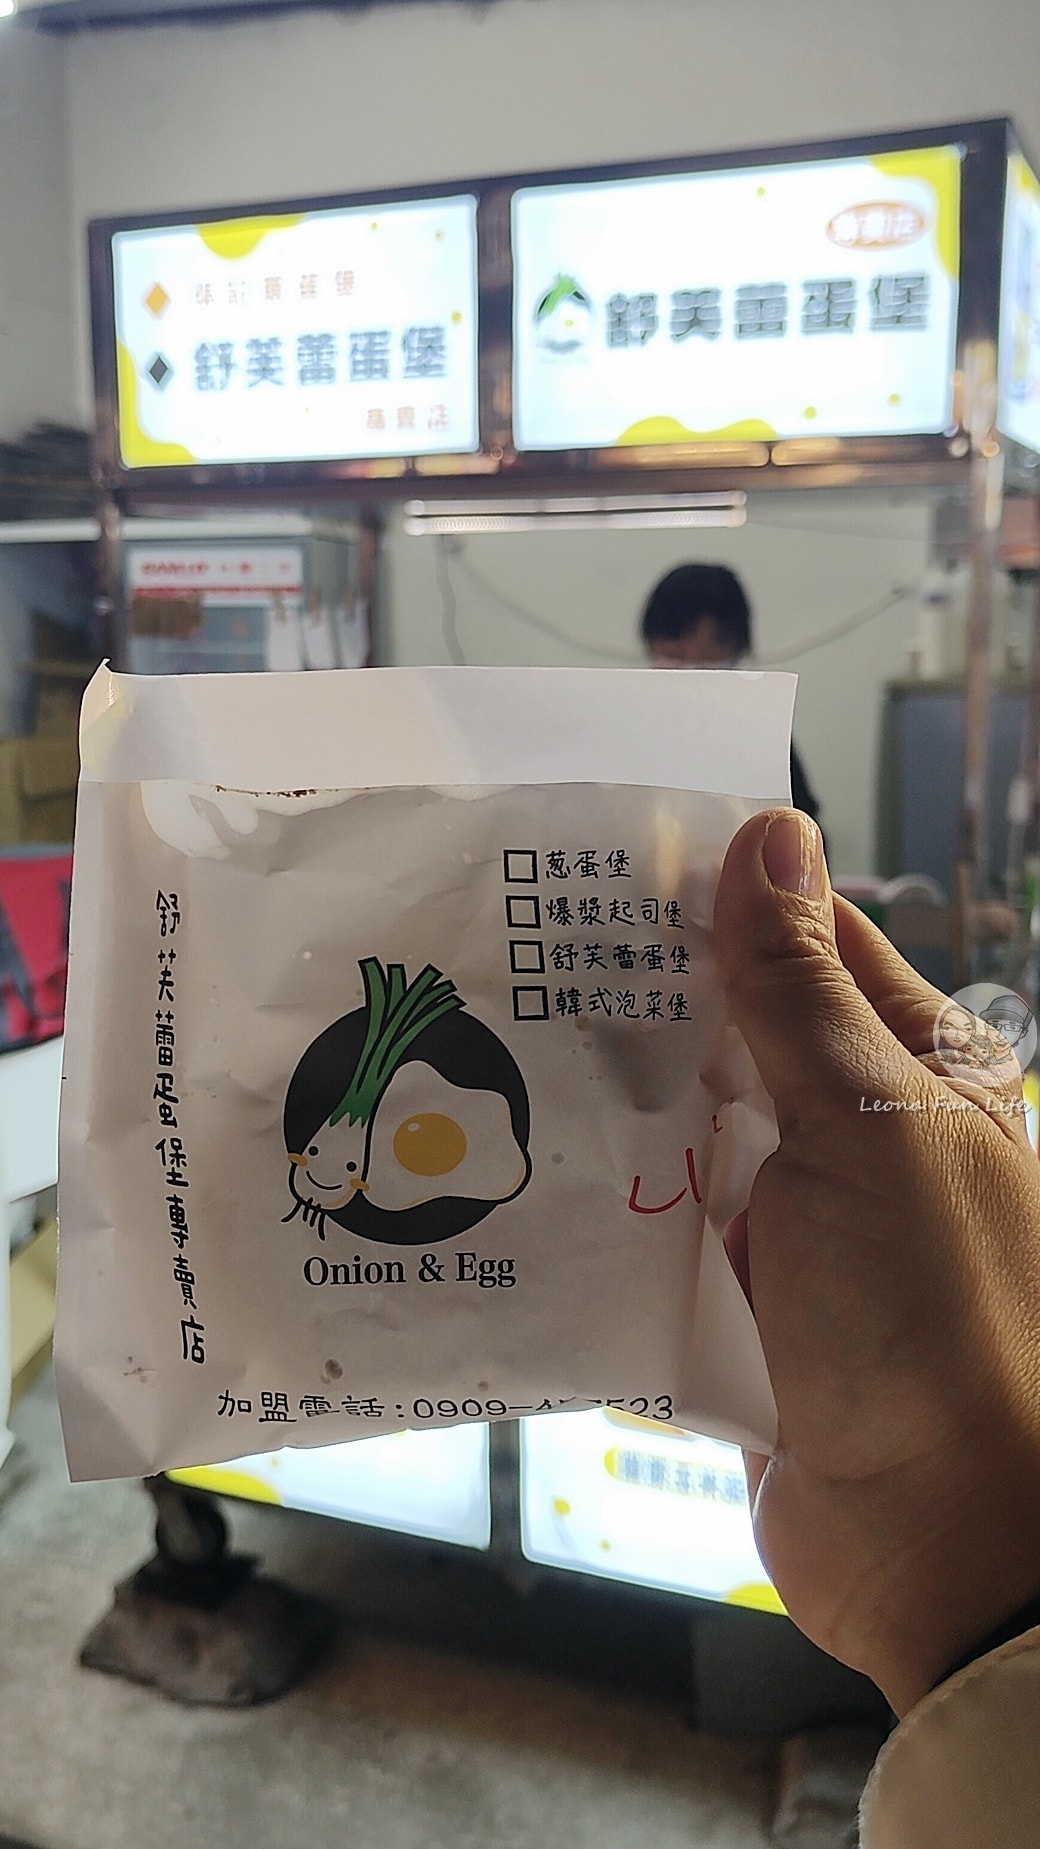 舒芙蕾蛋堡
舒芙蕾蛋堡
專賣店
葱蛋堡
爆漿起司堡
舒芙蕾蛋堡
韓式泡菜堡
舒芙蕾蛋堡專賣店
Onion & Egg
加盟電話:0909-
523
Leona Fun Life